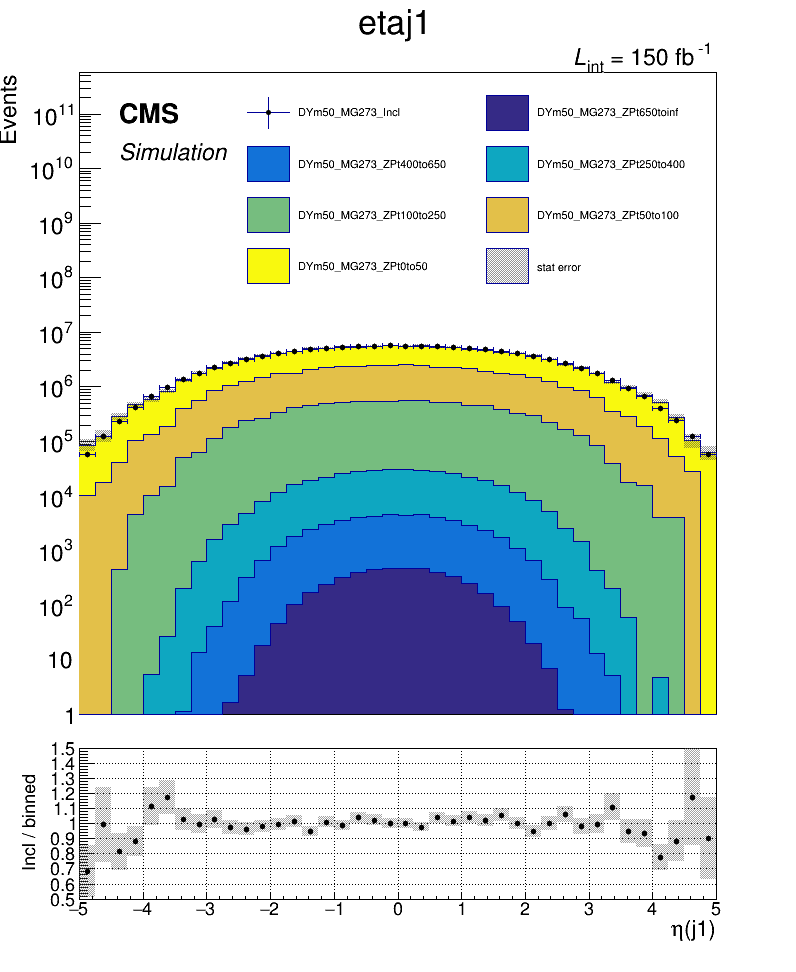 etaj1
L_int = 150 fb^-1
Events
CMS
Simulation
DYm50_MG273_Incl
DYm50_MG273_ZPt650toinf
DYm50_MG273_ZPt400to650
DYm50_MG273_ZPt250to400
DYm50_MG273_ZPt100to250
DYm50_MG273_ZPt50to100
DYm50_MG273_ZPt0to50
stat error
10^11
10^10
10^9
10^8
10^7
10^6
10^5
10^4
10^3
10^2
10
1
Incl / binned
1.5
1.4
1.3
1.2
1.1
1
0.9
0.8
0.7
0.6
0.5
−5 −4 −3 −2 −1 0 1 2 3 4 5
η(j1)